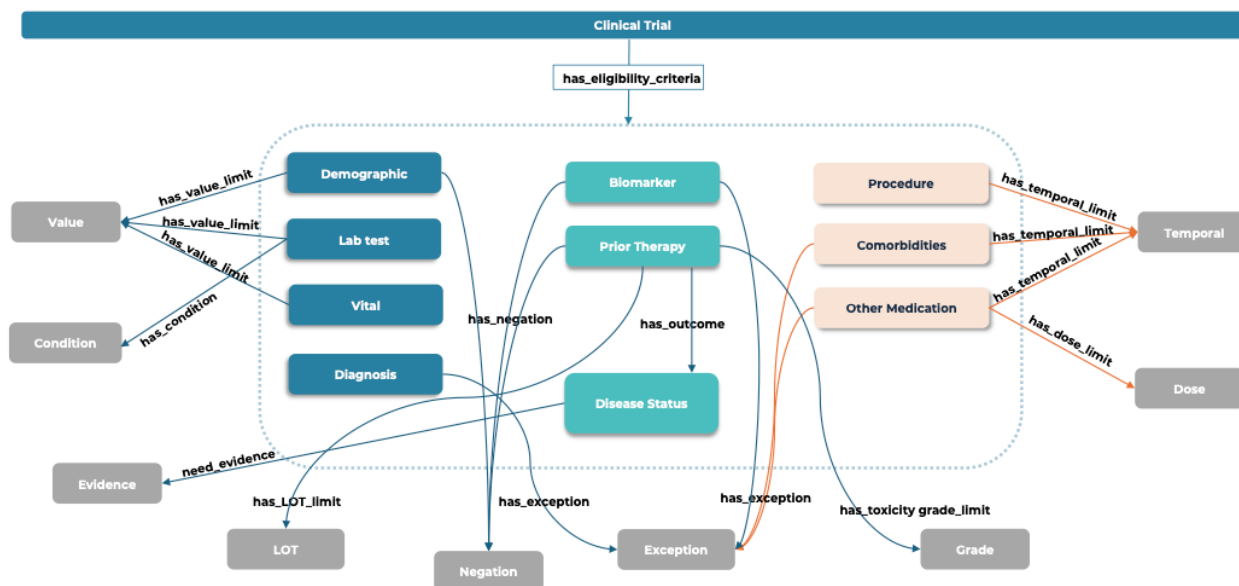 Clinical Trial
has_eligibility_criteria
Demographic
Biomarker
Procedure
has_value_limit
has_temporal_limit
Value
has_value_limit
Lab test
Prior Therapy
Comorbidities
has_temporal_limit
Temporal
has_value_limit
has_temporal_limit
Vital
Other Medication
has_condition
has_negation
has_outcome
has_dose_limit
Condition
Diagnosis
Disease Status
Dose
need_evidence
Evidence
has_LOT_limit
has_exception
has_exception
has_toxicity grade_limit
LOT
Negation
Exception
Grade